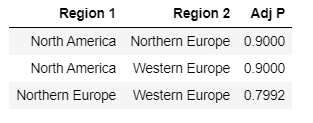 Region 1 Region 2 Adj P
North America Northern Europe 0.9000
North America Western Europe 0.9000
Northern Europe Western Europe 0.7992